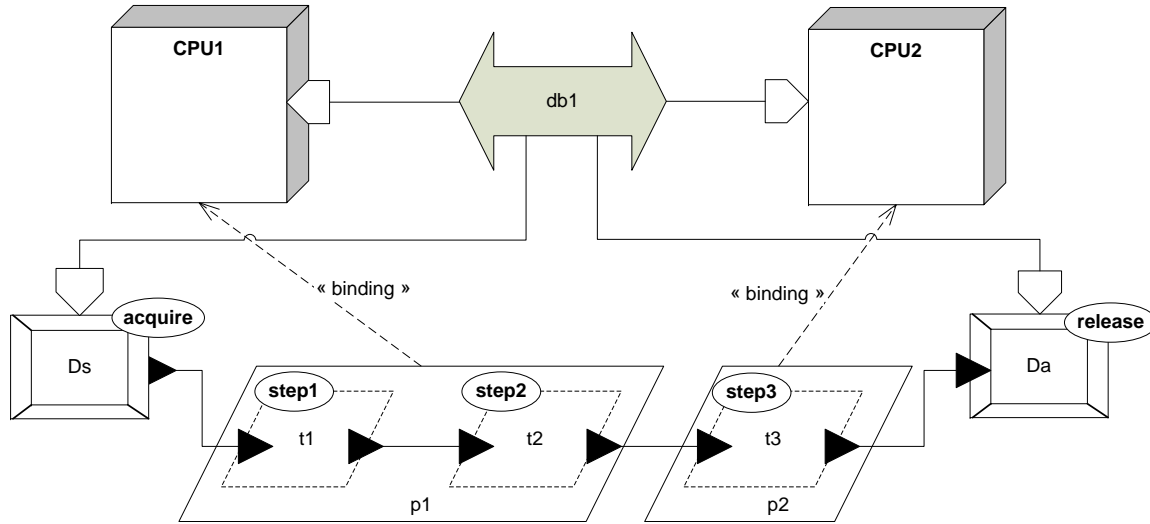 CPU1
CPU2
db1
« binding »
« binding »
acquire
release
Ds
Da
step1
step2
step3
t1
t2
t3
p1
p2